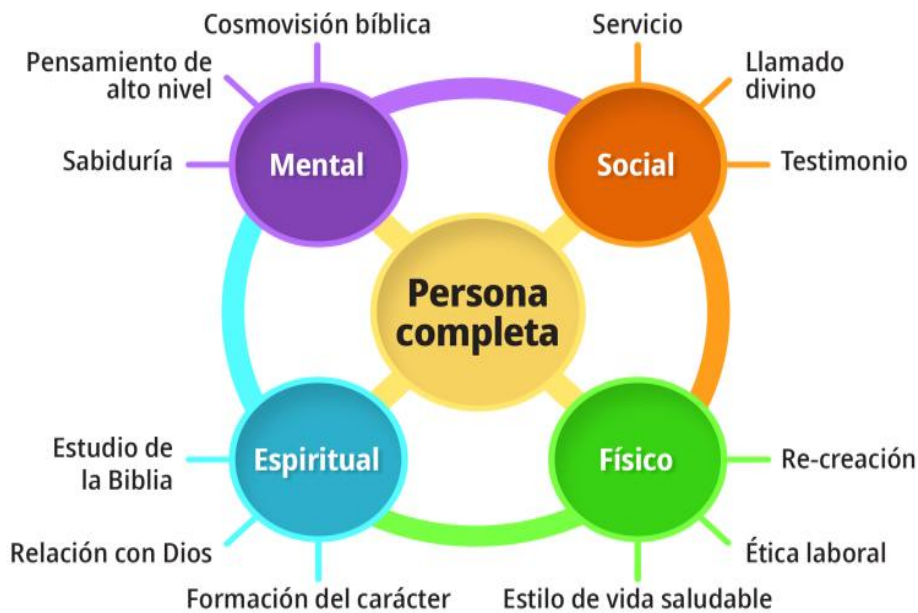 Cosmovisión bíblica
Pensamiento de
alto nivel
Sabiduría
Mental
Servicio
Llamado
divino
Testimonio
Social
Persona
completa
Estudio de
la Biblia
Relación con Dios
Formación del carácter
Espiritual
Físico
Re-creación
Ética laboral
Estilo de vida saludable